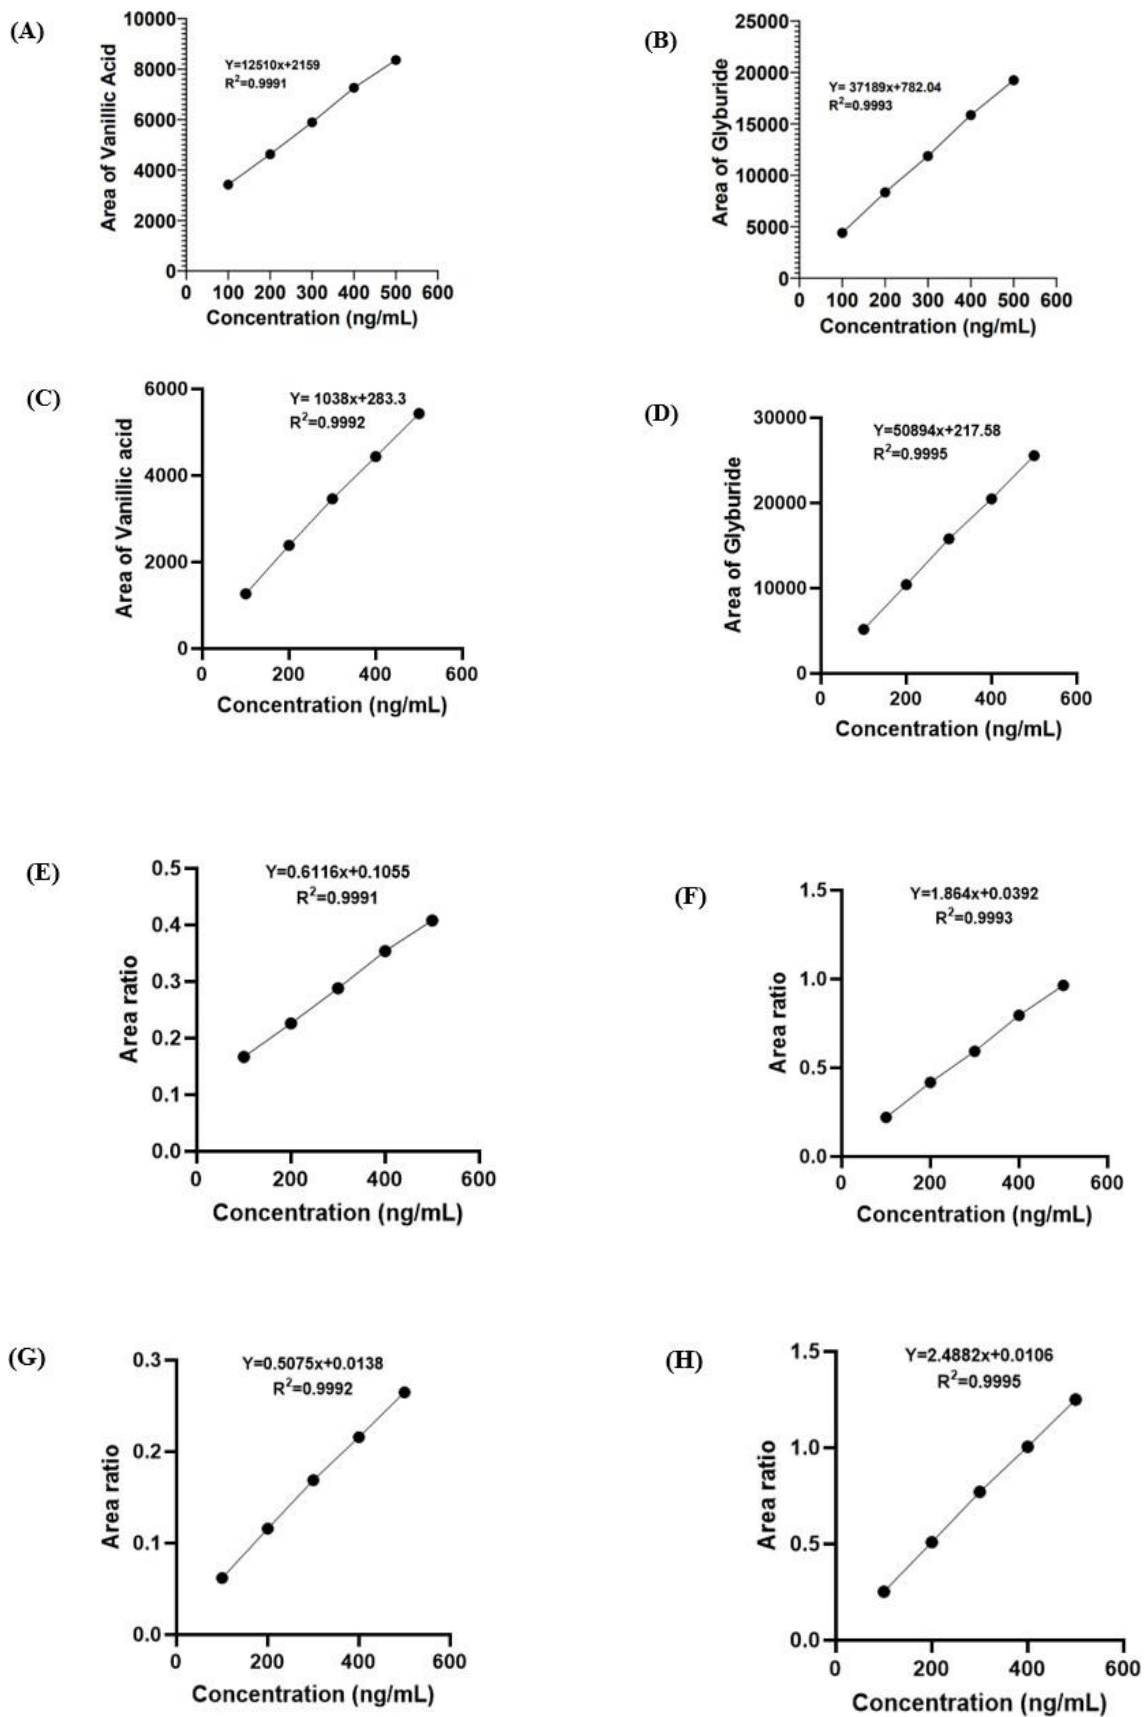 (A)
10000
8000
6000
4000
2000
0
Area of Vanillic Acid
Y=12510x+2159
R²=0.9991
0 100 200 300 400 500 600
Concentration (ng/mL)
(B)
25000
20000
15000
10000
5000
0
Area of Glyburide
Y= 37189x+782.04
R²=0.9993
0 100 200 300 400 500 600
Concentration (ng/mL)
(C)
6000
4000
2000
0
Area of Vanillic acid
Y= 1038x+283.3
R²=0.9992
0 200 400 600
Concentration (ng/mL)
(D)
30000
20000
10000
0
Area of Glyburide
Y=50894x+217.58
R²=0.9995
0 200 400 600
Concentration (ng/mL)
(E)
0.5
0.4
0.3
0.2
0.1
0.0
Area ratio
Y=0.6116x+0.1055
R²=0.9991
0 200 400 600
Concentration (ng/mL)
(F)
1.5
1.0
0.5
0.0
Area ratio
Y=1.864x+0.0392
R²=0.9993
0 200 400 600
Concentration (ng/mL)
(G)
0.3
0.2
0.1
0.0
Area ratio
Y=0.5075x+0.0138
R²=0.9992
0 200 400 600
Concentration (ng/mL)
(H)
1.5
1.0
0.5
0.0
Area ratio
Y=2.4882x+0.0106
R²=0.9995
0 200 400 600
Concentration (ng/mL)